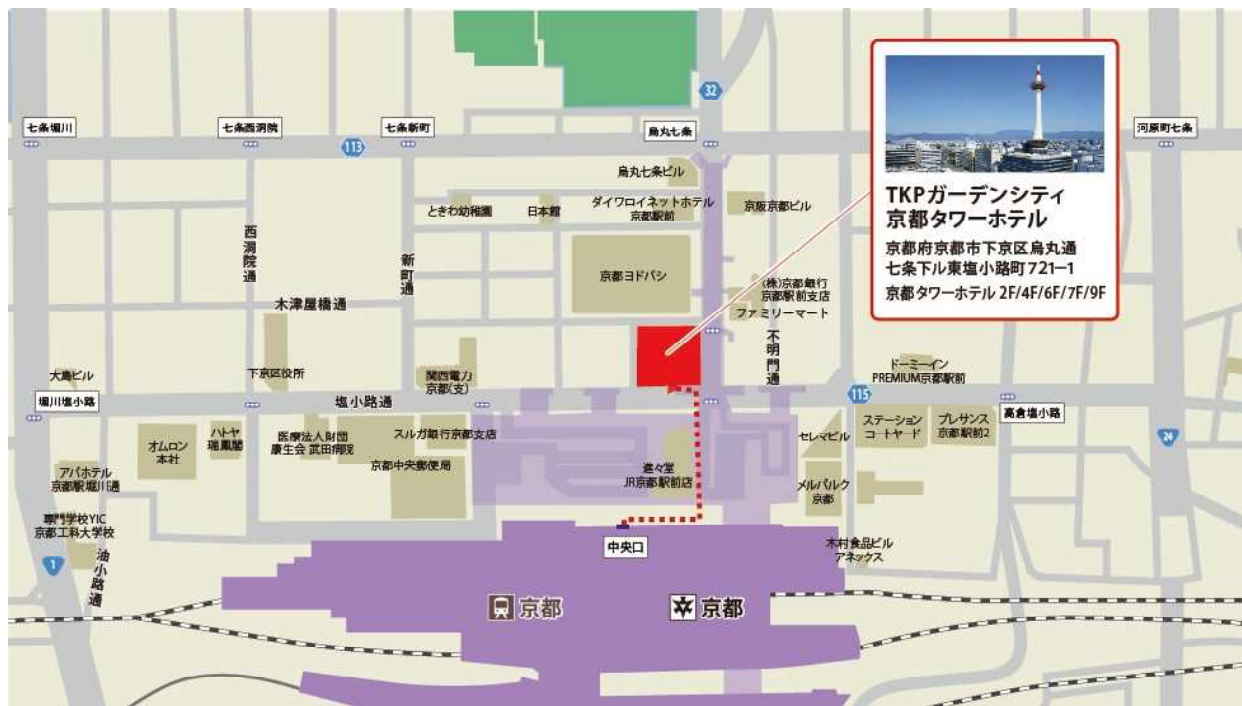 32
七条堀川
七条西洞院
七条新町
烏丸七条
河原町七条
113
烏丸七条ビル
ときわ幼稚園
日本館
ダイワロイネットホテル
京都駅前
京阪京都ビル
TKPガーデンシティ
京都タワーホテル
京都府京都市下京区烏丸通
七条下ル東塩小路町721-1
京都タワーホテル 2F/4F/6F/7F/9F
西洞院通
新町通
京都ヨドバシ
(株)京都銀行
京都駅前支店
ファミリーマート
木津屋橋通
不明門通
大島ビル
下京区役所
関西電力
京都(支)
ドーミーイン
PREMIUM京都駅前
堀川塩小路
塩小路通
115
高倉塩小路
オムロン
本社
ハトヤ
瑞鳳閣
医療法人財団
康生会 武田病院
スルガ銀行京都支店
京都中央郵便局
進々堂
JR京都駅前店
セレマビル
ステーション
コートヤード
プレサンス
京都駅前2
24
アパホテル
京都駅堀川通
メルパルク
京都
専門学校YIC
京都工科大学校
中央口
木村食品ビル
アネックス
1
油小路通
京都
京都